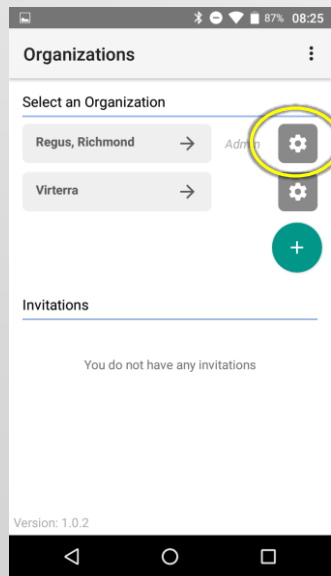 87% 08:25
Organizations
Select an Organization
Regus, Richmond Admin
Virterra
+
Invitations
You do not have any invitations
Version: 1.0.2